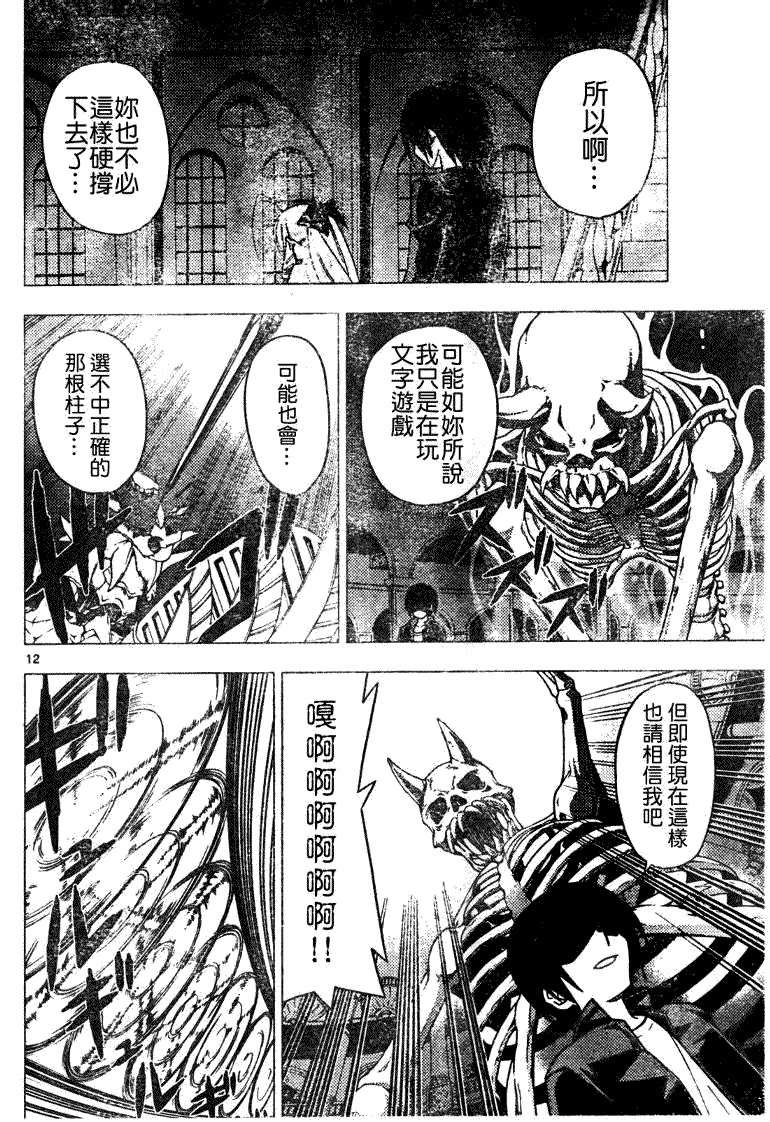 所以啊…
妳也不必
這樣硬撐
下去了…
⋮
可能如妳所說
我只是在玩
文字遊戲
ズズズ
可能也會…
選不中正確的
那根柱子…
12
但即使現在這樣
也請相信我吧
嘎啊啊啊啊啊啊!!